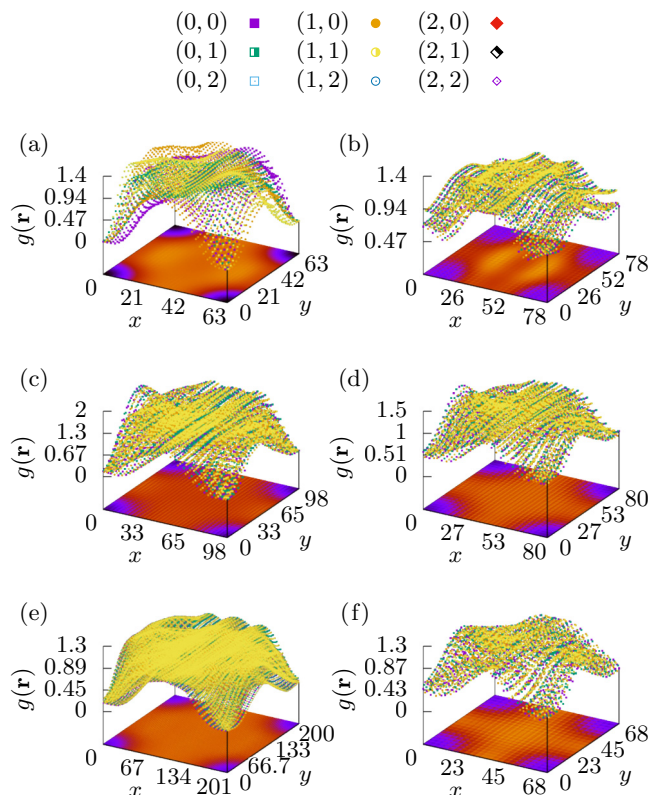 (0, 0) (1, 0) (2, 0)
(0, 1) (1, 1) (2, 1)
(0, 2) (1, 2) (2, 2)
(a)
1.4
0.94
0.47
0
g(r)
0
21
42
63
x
0
21
42
63
y
(b)
1.4
0.94
0.47
g(r)
0
26
52
78
x
0
26
52
78
y
(c)
2
1.3
0.67
0
g(r)
0
33
65
98
x
0
33
65
98
y
(d)
1.5
1
0.51
0
g(r)
0
27
53
80
x
0
27
53
80
y
(e)
1.3
0.89
0.45
0
g(r)
0
67
134
201
x
0
66.7
133
200
y
(f)
1.3
0.87
0.43
0
g(r)
0
23
45
68
x
0
23
45
68
y